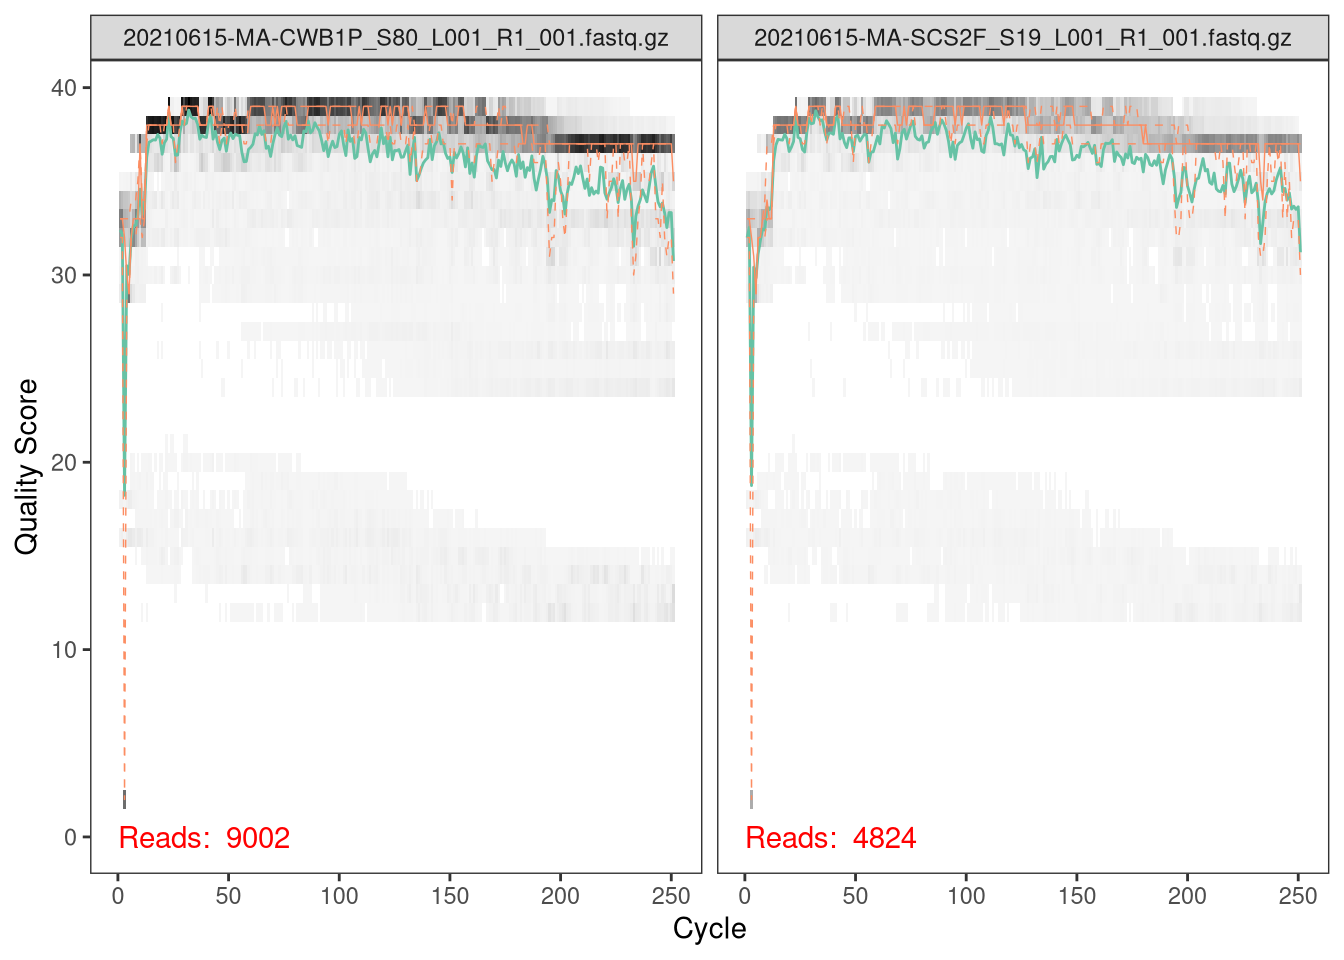 20210615-MA-CWB1P_S80_L001_R1_001.fastq.gz
20210615-MA-SCS2F_S19_L001_R1_001.fastq.gz
Quality Score
40
30
20
10
0
Reads: 9002
Reads: 4824
0 50 100 150 200 250
0 50 100 150 200 250
Cycle